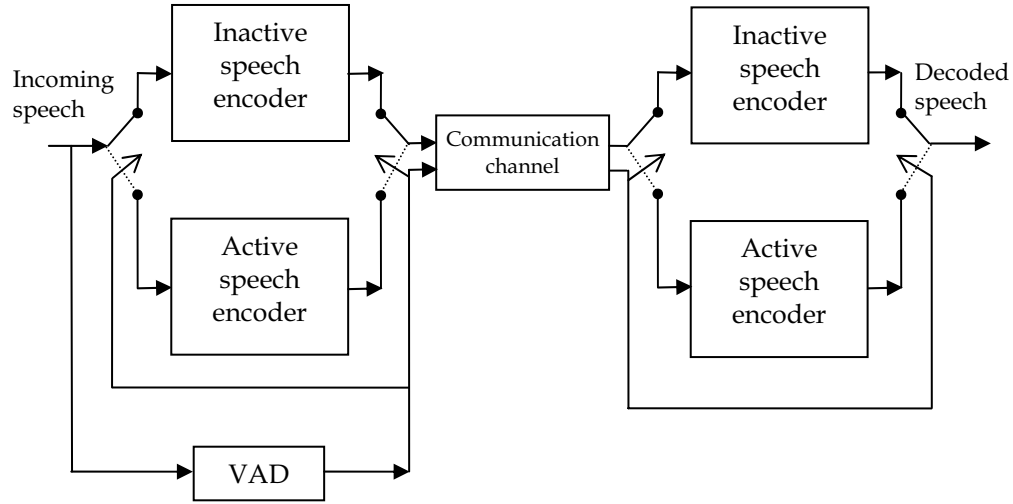 Incoming
speech
Inactive
speech
encoder
Active
speech
encoder
VAD
Communication
channel
Inactive
speech
encoder
Active
speech
encoder
Decoded
speech